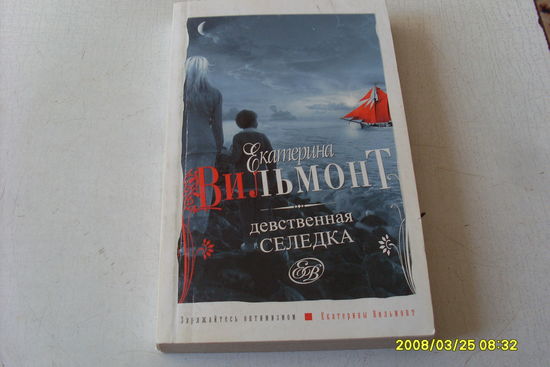 Екатерина
Вильмонт
девственная
СЕЛЕДКА
ЕВ
Заряжайтесь оптимизмом ■ Екатерины Вильмонт
2008/03/25 08:32